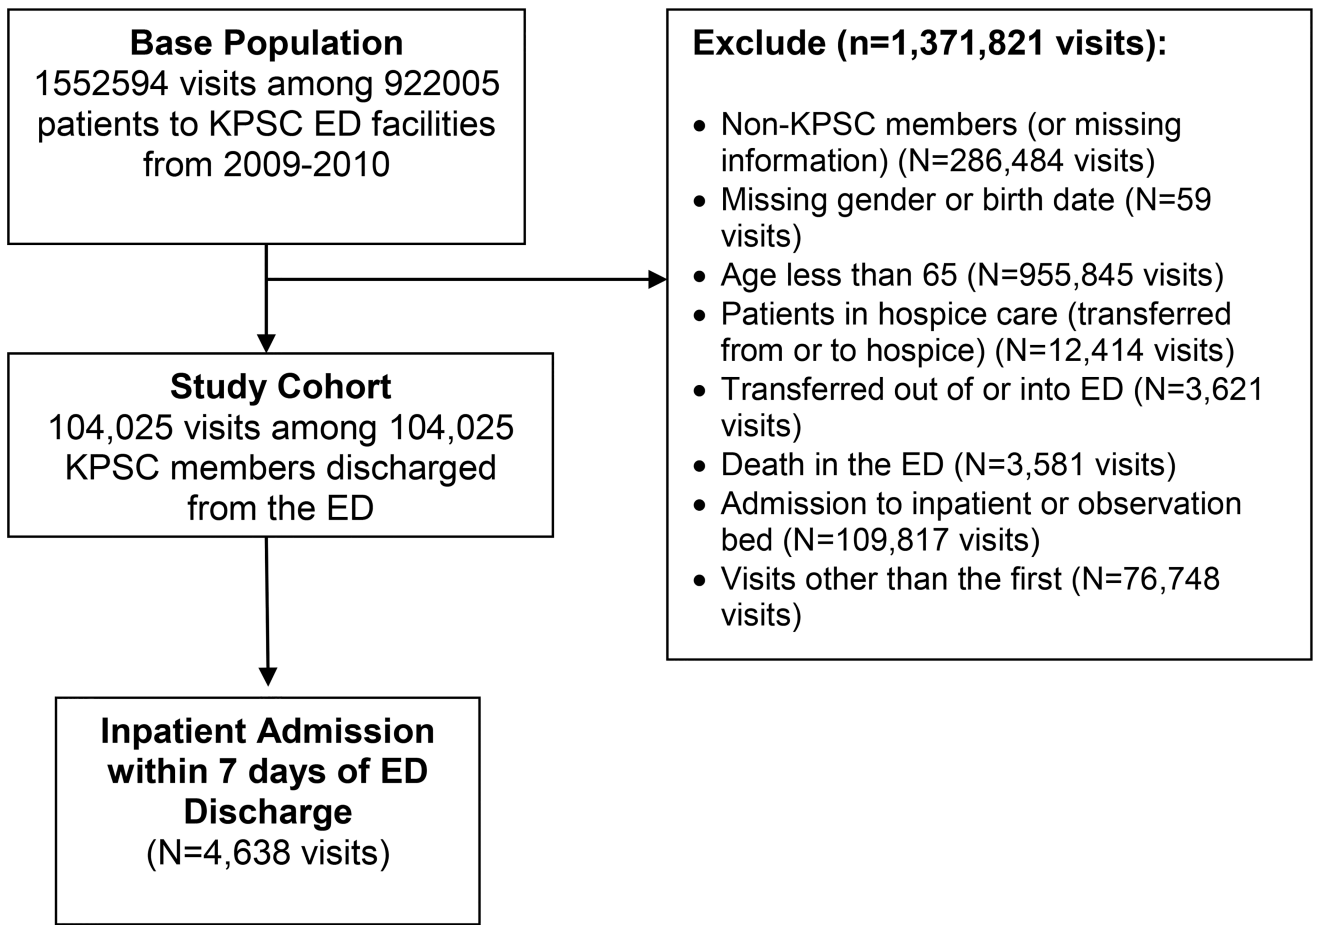 Base Population
1552594 visits among 922005
patients to KPSC ED facilities
from 2009-2010
Exclude (n=1,371,821 visits):
• Non-KPSC members (or missing
information) (N=286,484 visits)
• Missing gender or birth date (N=59
visits)
• Age less than 65 (N=955,845 visits)
• Patients in hospice care (transferred
from or to hospice) (N=12,414 visits)
• Transferred out of or into ED (N=3,621
visits)
• Death in the ED (N=3,581 visits)
• Admission to inpatient or observation
bed (N=109,817 visits)
• Visits other than the first (N=76,748
visits)
Study Cohort
104,025 visits among 104,025
KPSC members discharged
from the ED
Inpatient Admission
within 7 days of ED
Discharge
(N=4,638 visits)